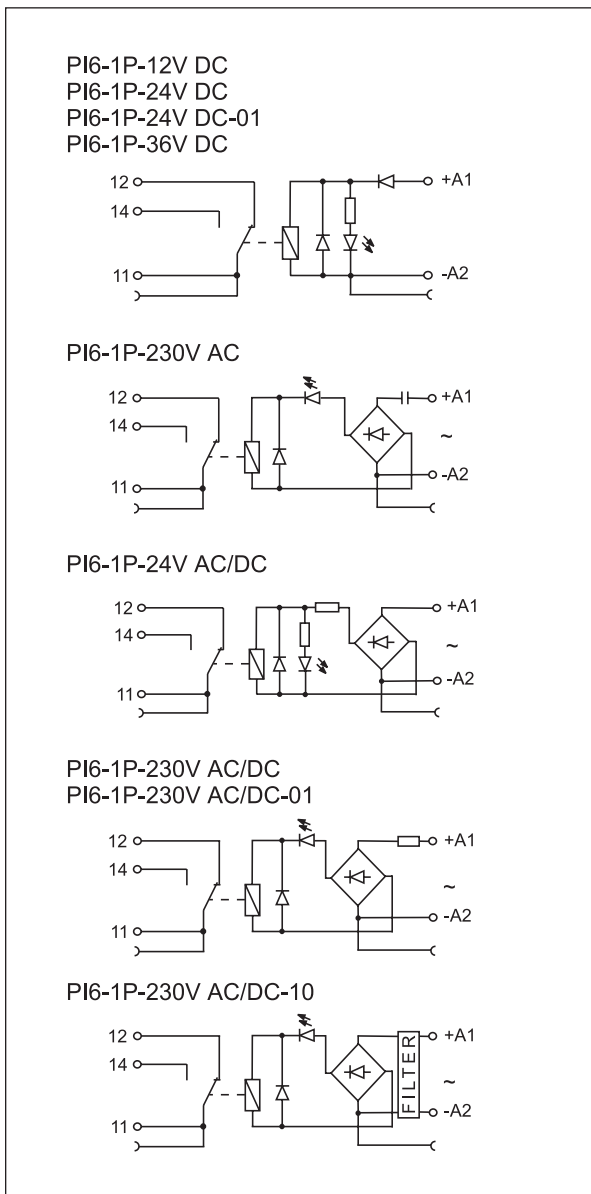 PI6-1P-12V DC
PI6-1P-24V DC
PI6-1P-24V DC-01
PI6-1P-36V DC
12
+A1
14
11
-A2
PI6-1P-230V AC
12
+A1
14
~
-A2
11
PI6-1P-24V AC/DC
12
+A1
14
~
-A2
11
PI6-1P-230V AC/DC
PI6-1P-230V AC/DC-01
12
+A1
14
~
-A2
11
PI6-1P-230V AC/DC-10
12
+A1
14
FILTER
~
-A2
11